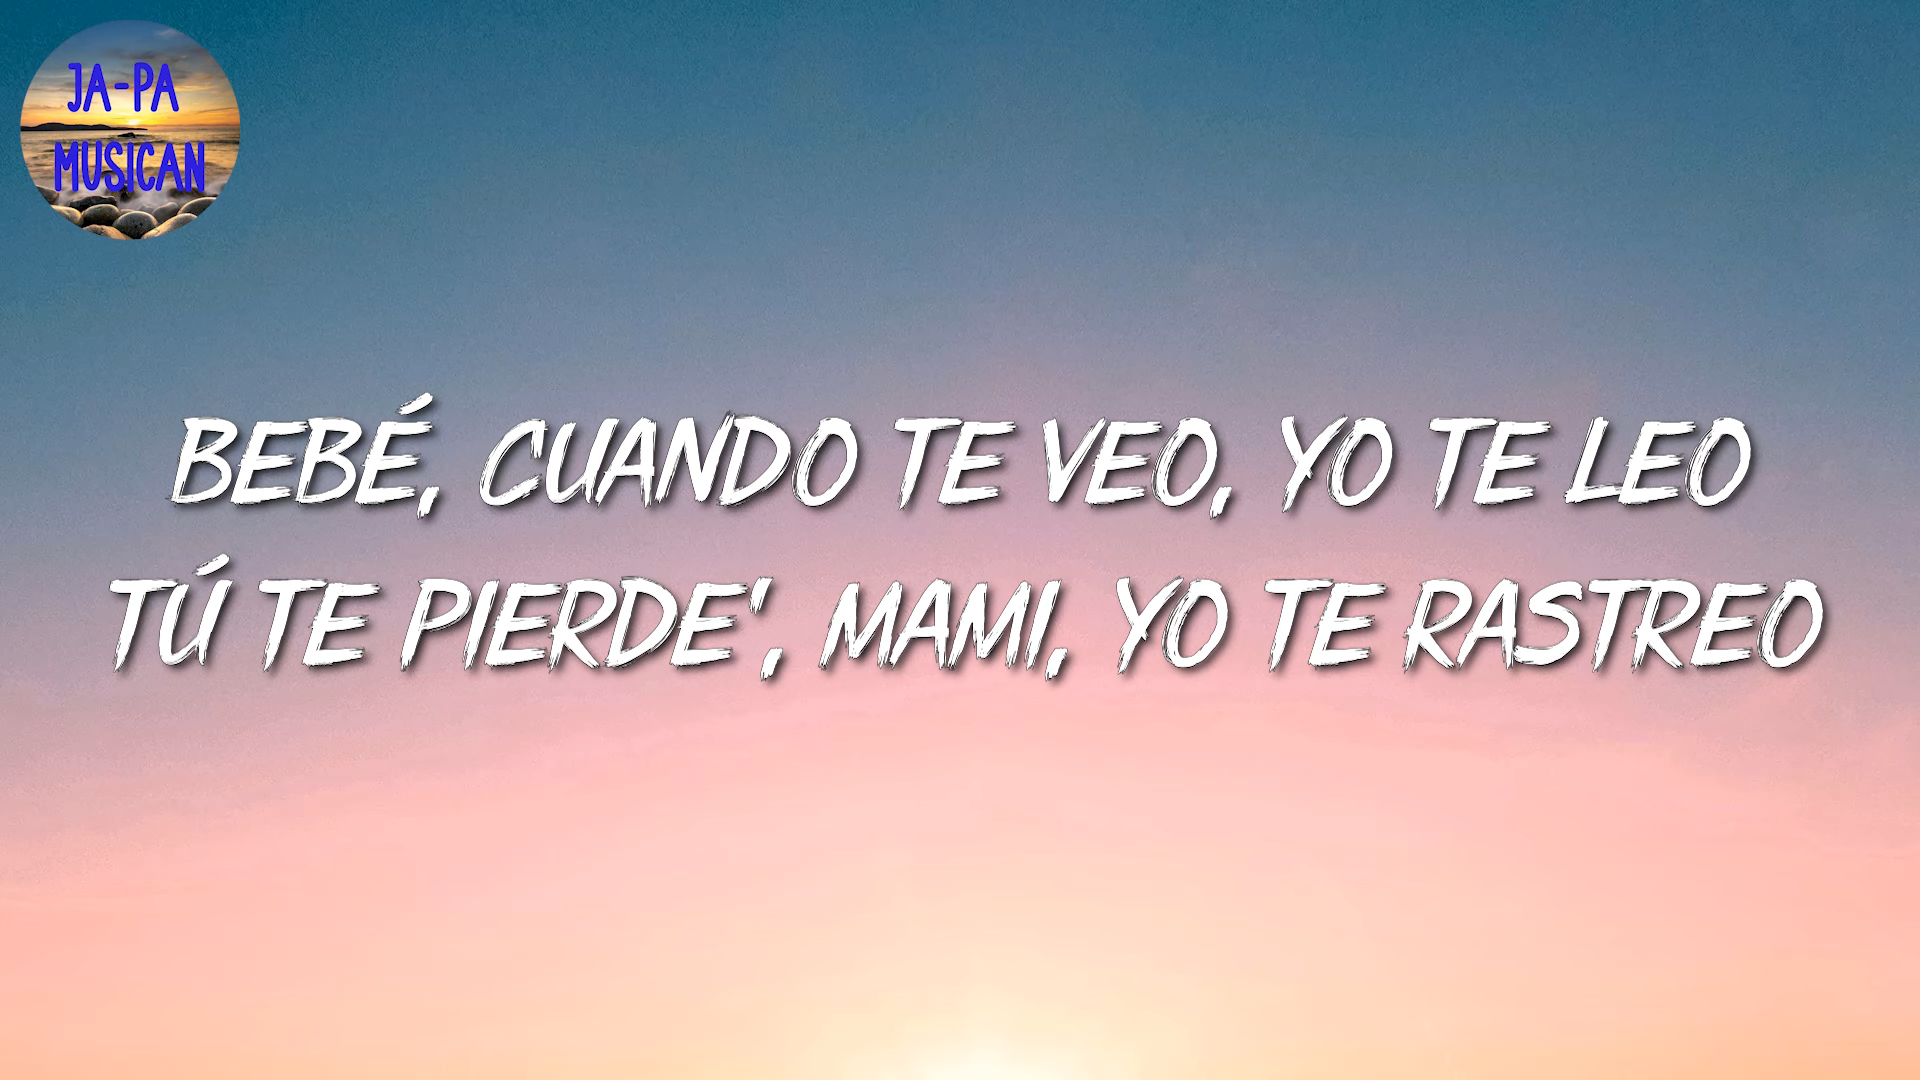 JA-PA
MUSICAN
BEBÉ, CUANDO TE VEO, YO TE LEO
TÚ TE PIERDE', MAMI, YO TE RASTREO